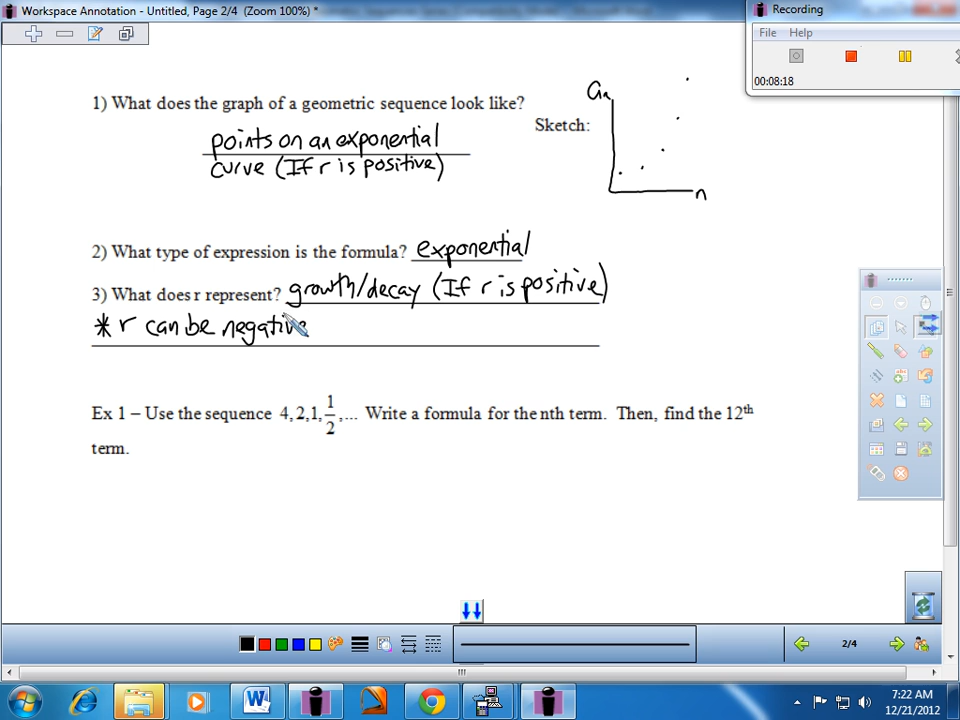 Workspace Annotation - Untitled, Page 2/4 (Zoom 100%) *
Recording
File Help
00:08:18
1) What does the graph of a geometric sequence look like?
points on an exponential
curve (If r is positive)
Sketch:
an
n
2) What type of expression is the formula? exponential
3) What does r represent? growth/decay (If r is positive)
* r can be negative
Ex 1 – Use the sequence 4, 2, 1, 1/2, ... Write a formula for the nth term. Then, find the 12th
term.
2/4
7:22 AM
12/21/2012